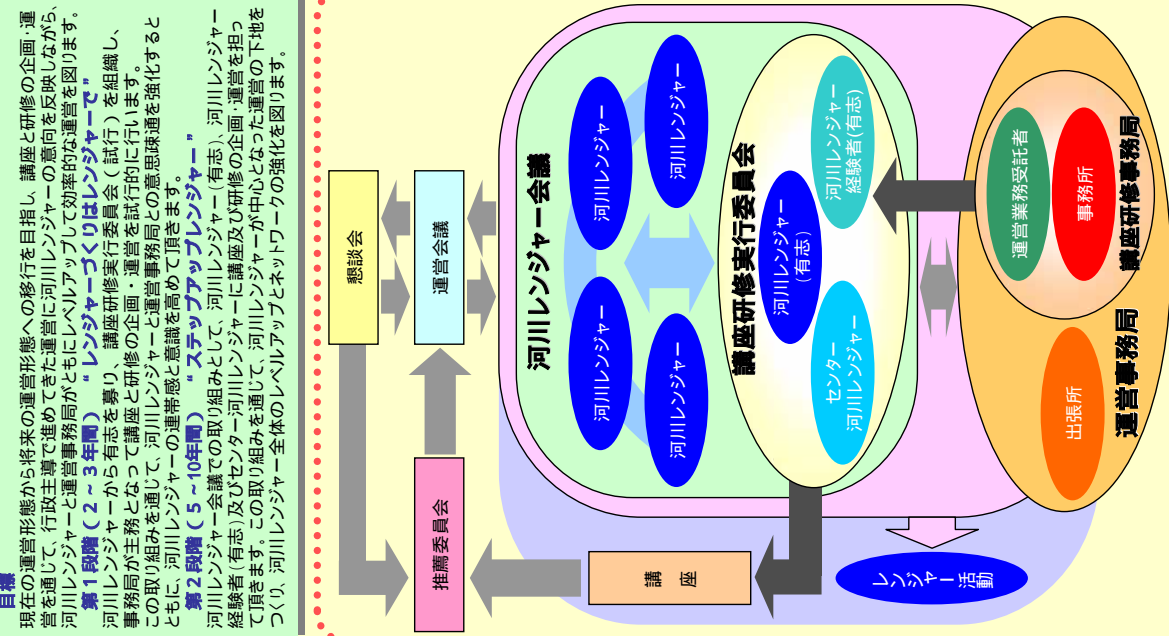 目標
現在の運営形態から将来の運営形態への移行を目指し、講座と研修の企画・運
営を通じて、行政主導で進めてきた運営に河川レンジャーの意向を反映しながら、
河川レンジャーと運営事務局がともにレベルアップして効率的な運営を図ります。
第１段階（２～３年間）“レンジャーづくりはレンジャーで”
河川レンジャーから有志を募り、講座研修実行委員会（試行）を組織し、
事務局が主務となって講座と研修の企画・運営を試行的に行います。
この取り組みを通じて、河川レンジャーと運営事務局との意思疎通を強化すると
ともに、河川レンジャーの連帯感と意識を高めて頂きます。
第２段階（５～10年間）“ステップアップレンジャー”
河川レンジャー会議での取り組みとして、河川レンジャー（有志）、河川レンジャー
経験者（有志）及びセンター河川レンジャーに講座及び研修の企画・運営を担っ
て頂きます。この取り組みを通じて、河川レンジャーが中心となった運営の下地を
つくり、河川レンジャー全体のレベルアップとネットワークの強化を図ります。
懇談会
運営会議
推薦委員会
講　座
河川レンジャー会議
河川レンジャー
河川レンジャー
河川レンジャー
河川レンジャー
講座研修実行委員会
河川レンジャー
（有志）
河川レンジャー
経験者（有志）
センター
河川レンジャー
レンジャー活動
運営業務受託者
事務所
講座研修事務局
出張所
運営事務局